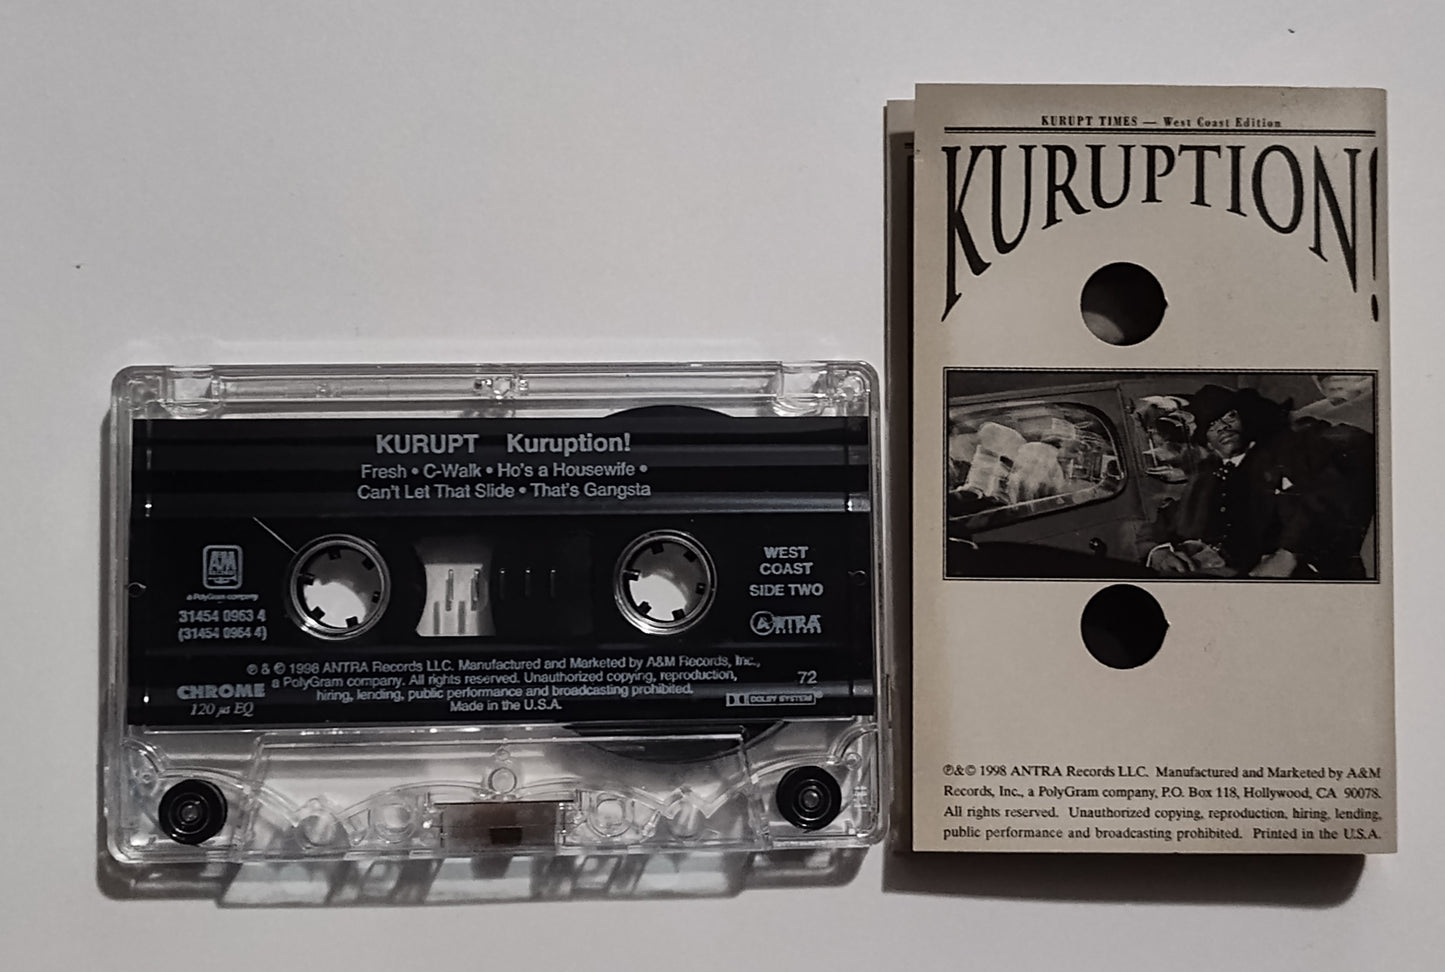 KURUPT Kuruption!
Fresh • C-Walk • Ho's a Housewife •
Can't Let That Slide • That's Gangsta
A&M
RECORDS
a PolyGram company
31454 0963 4
(31454 0964 4)
WEST
COAST
SIDE TWO
ANTRA
RECORDS
℗ & © 1998 ANTRA Records LLC. Manufactured and Marketed by A&M Records, Inc.,
a PolyGram company. All rights reserved. Unauthorized copying, reproduction,
hiring, lending, public performance and broadcasting prohibited.
Made in the U.S.A.
CHROME
120 µs EQ
72
DOLBY SYSTEM®
KURUPT TIMES — West Coast Edition
KURUPTION!
℗&© 1998 ANTRA Records LLC. Manufactured and Marketed by A&M
Records, Inc., a PolyGram company, P.O. Box 118, Hollywood, CA 90078.
All rights reserved. Unauthorized copying, reproduction, hiring, lending,
public performance and broadcasting prohibited. Printed in the U.S.A.